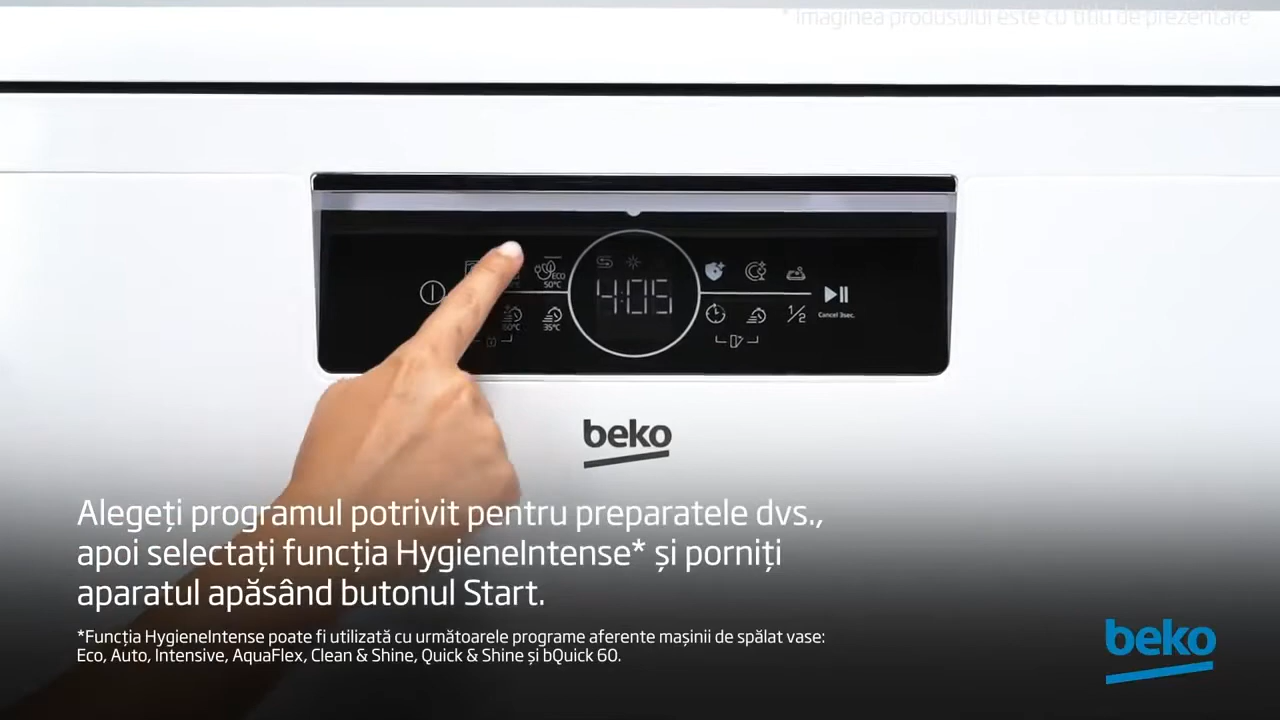 * Imaginea produsului este cu titlu de prezentare
ECO
50°C
4:05
60°C
35°C
1/2
Cancel 3sec.
beko
Alegeți programul potrivit pentru preparatele dvs.,
apoi selectați funcția HygieneIntense* și porniți
aparatul apăsând butonul Start.
*Funcția HygieneIntense poate fi utilizată cu următoarele programe aferente mașinii de spălat vase:
Eco, Auto, Intensive, AquaFlex, Clean & Shine, Quick & Shine și bQuick 60.
beko